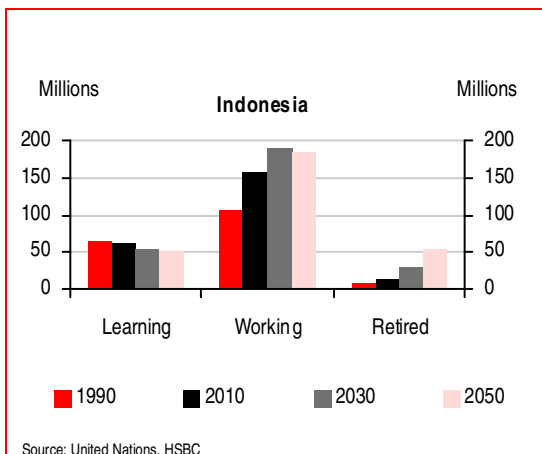 Millions Millions
Indonesia
200 200
150 150
100 100
50 50
0 0
Learning Working Retired
1990 2010 2030 2050
Source: United Nations, HSBC